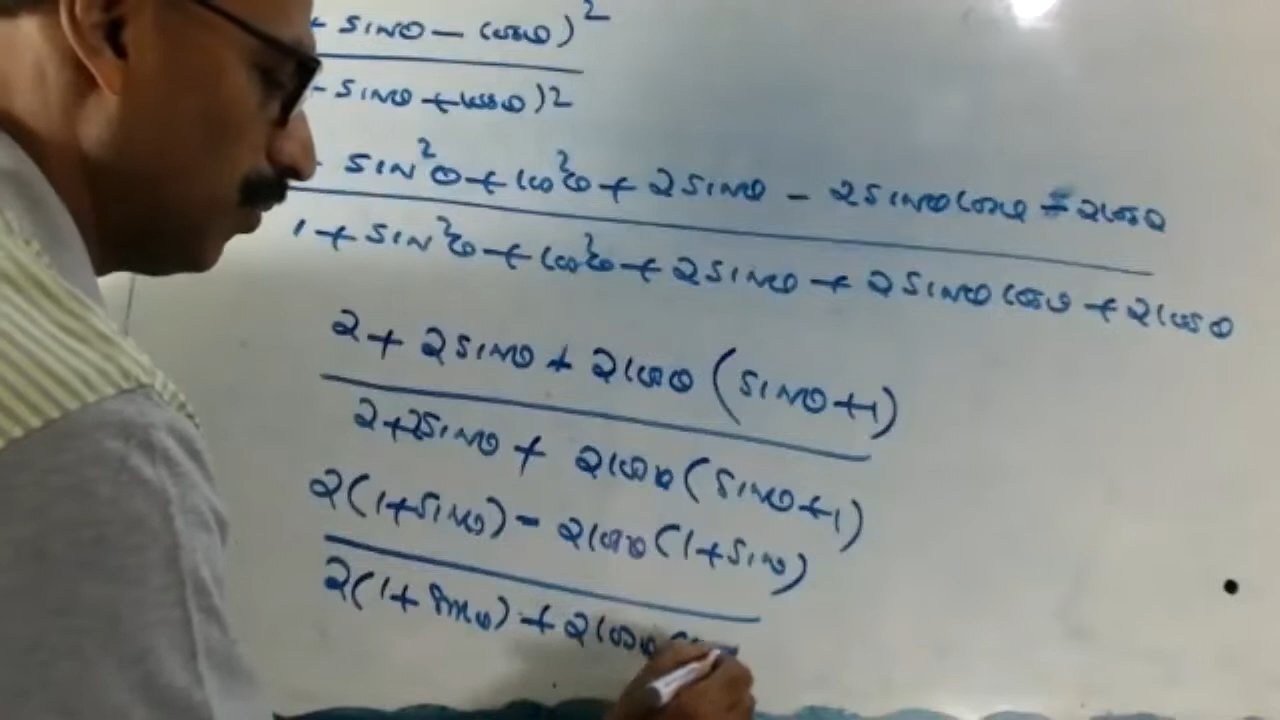 + sinθ - cosθ)²
- sinθ + cosθ)2
+ sin²θ + cos²θ + 2sinθ - 2sinθcosθ - 2cosθ
1 + sin²θ + cos²θ + 2sinθ + 2sinθcosθ + 2cosθ
2 + 2sinθ + 2cosθ (sinθ+1)
2+2sinθ + 2cosθ (sinθ+1)
2(1+sinθ) - 2cosθ (1+sinθ)
2(1+ sinθ) + 2cosθ